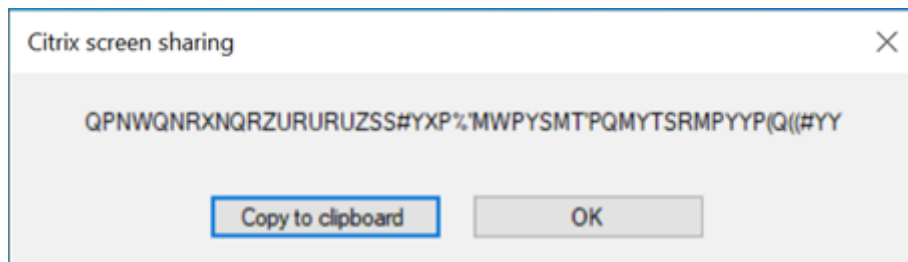 Citrix screen sharing
QPNWQNRXNQRZURURUZSS#YXP%'MWPYSMT'PQMYTSRMPYYP(Q((#YY
Copy to clipboard OK